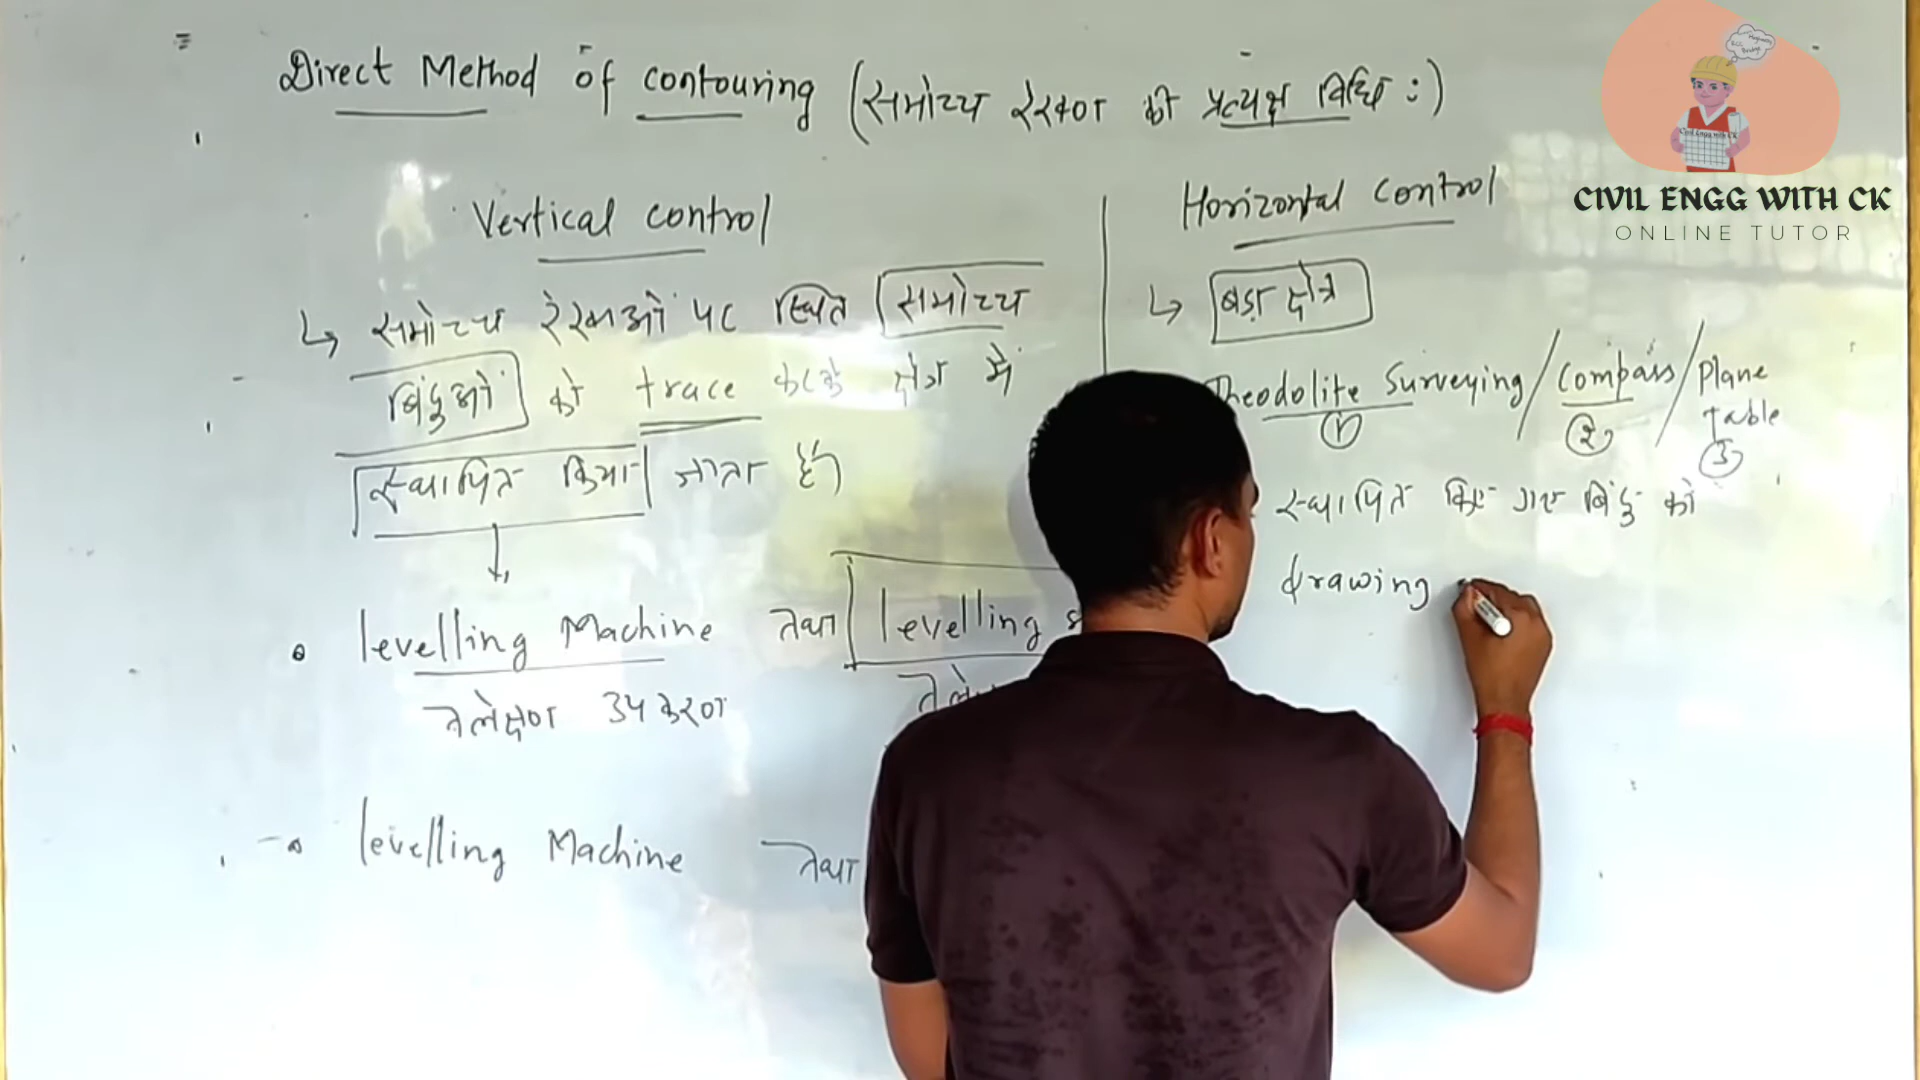 Direct Method of contouring (समोच्य रेखण की प्रत्यक्ष विधि :)
Vertical control
↳ समोच्य रेखाओं पर स्थित समोच्य
बिंदुओं को trace करके क्षेत्र में
स्थापित किया जाता है।
levelling Machine तथा levelling
तलेक्षण उपकरण
levelling Machine तथा
Horizontal control
↳ बड़ा क्षेत्र
Theodolite Surveying / Compass / Plane
table
1 2 3
स्थापित किए गए बिंदु को
drawing
CIVIL ENGG WITH CK
ONLINE TUTOR